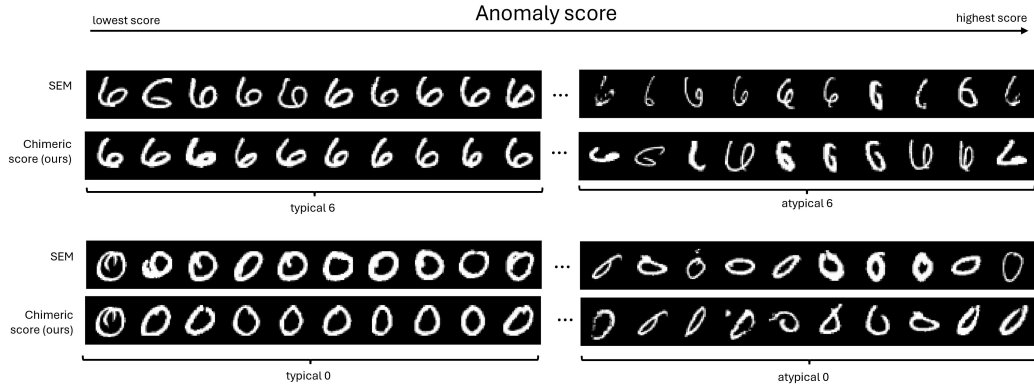 Anomaly score
lowest score
highest score
SEM
...
Chimeric
score (ours)
...
typical 6
atypical 6
SEM
...
Chimeric
score (ours)
...
typical 0
atypical 0